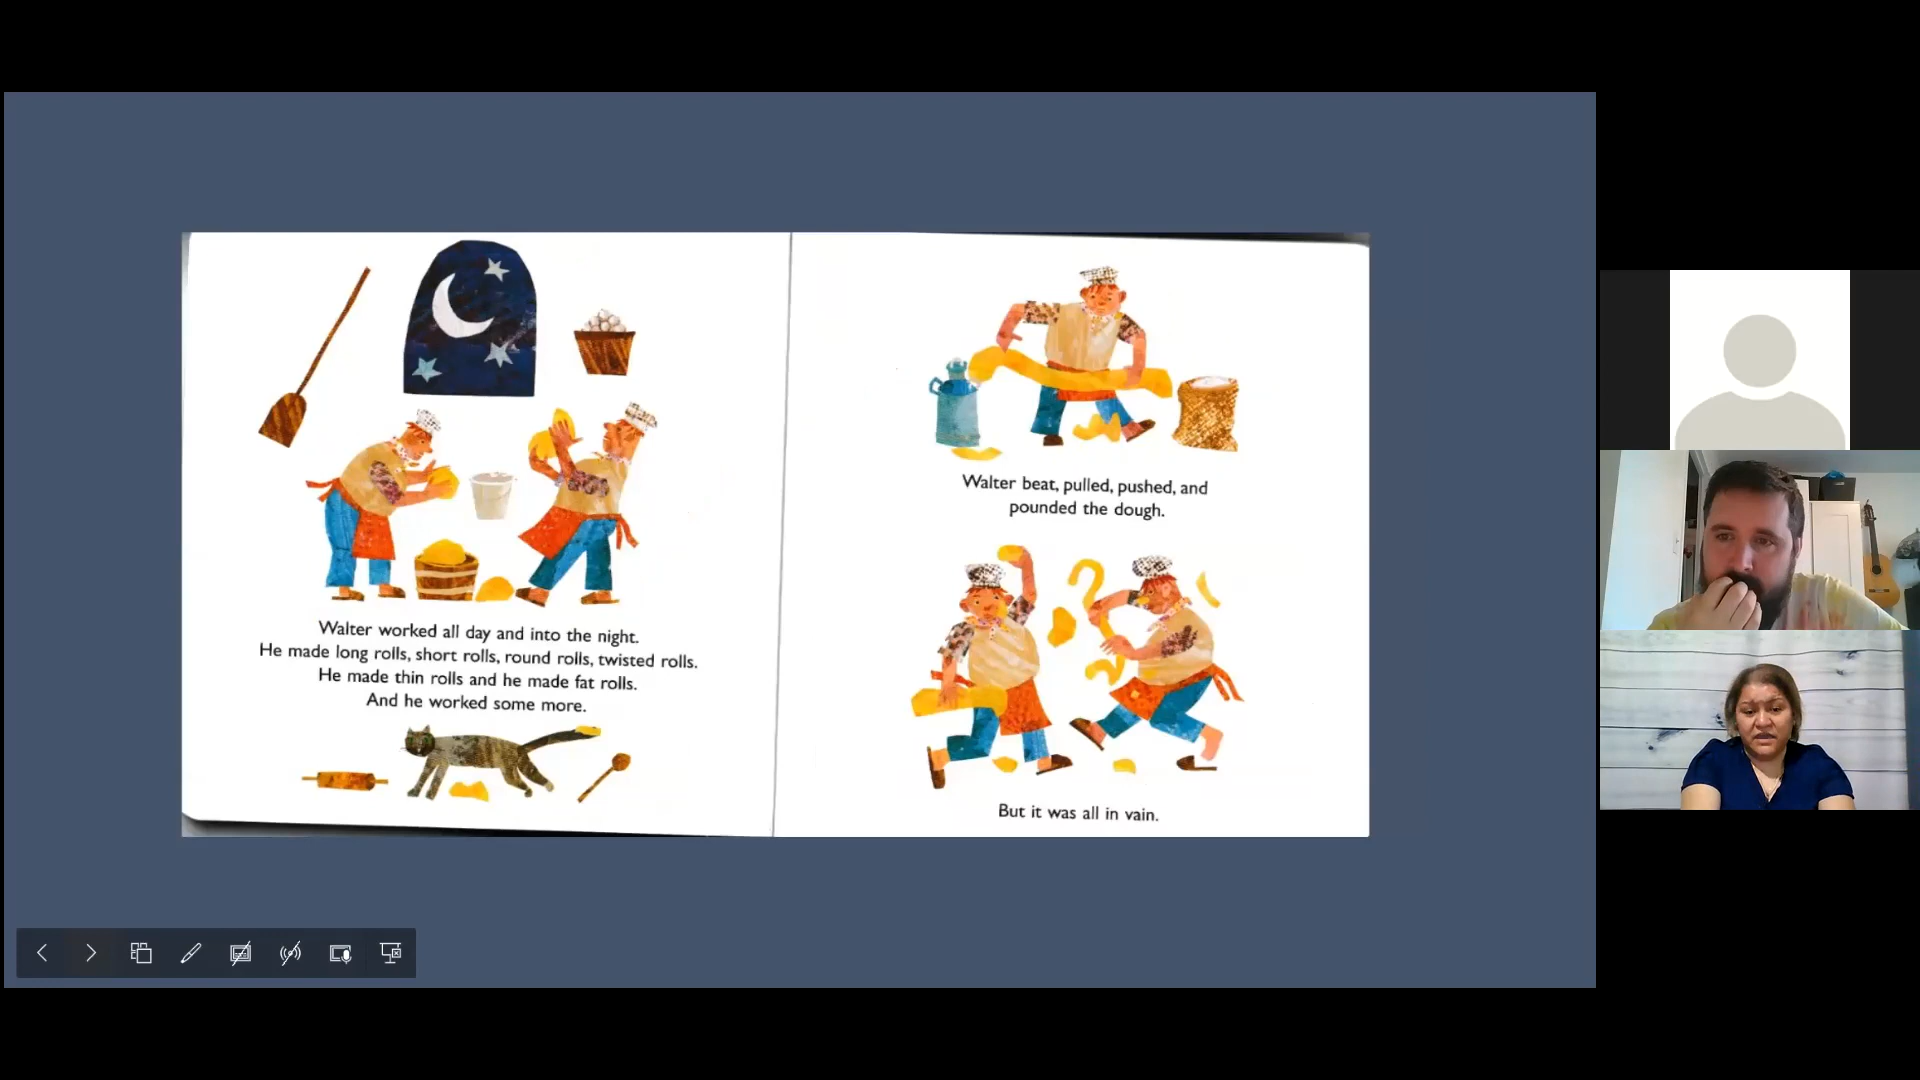 Walter worked all day and into the night.
He made long rolls, short rolls, round rolls, twisted rolls.
He made thin rolls and he made fat rolls.
And he worked some more.
Walter beat, pulled, pushed, and
pounded the dough.
But it was all in vain.